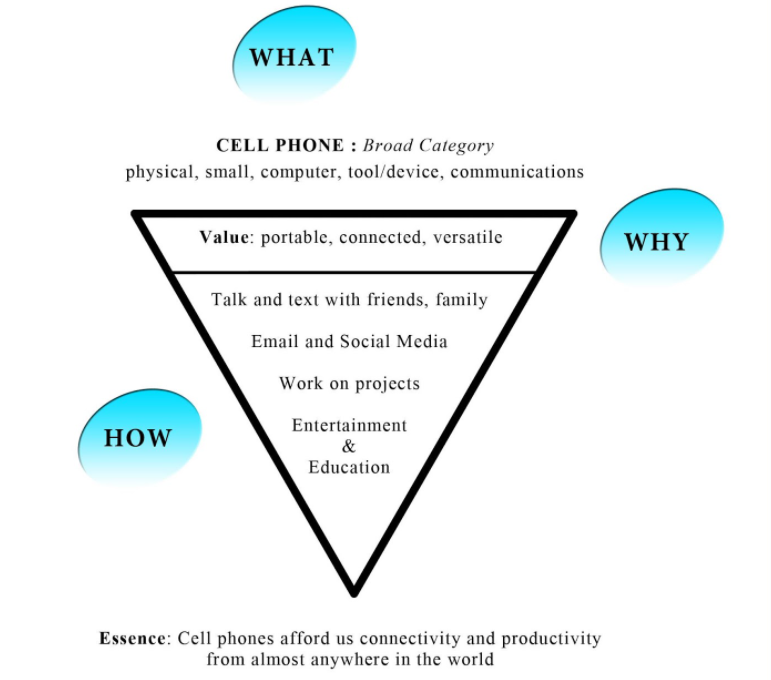 WHAT
CELL PHONE : Broad Category
physical, small, computer, tool/device, communications
Value: portable, connected, versatile
WHY
Talk and text with friends, family
Email and Social Media
Work on projects
Entertainment
&
Education
HOW
Essence: Cell phones afford us connectivity and productivity
from almost anywhere in the world